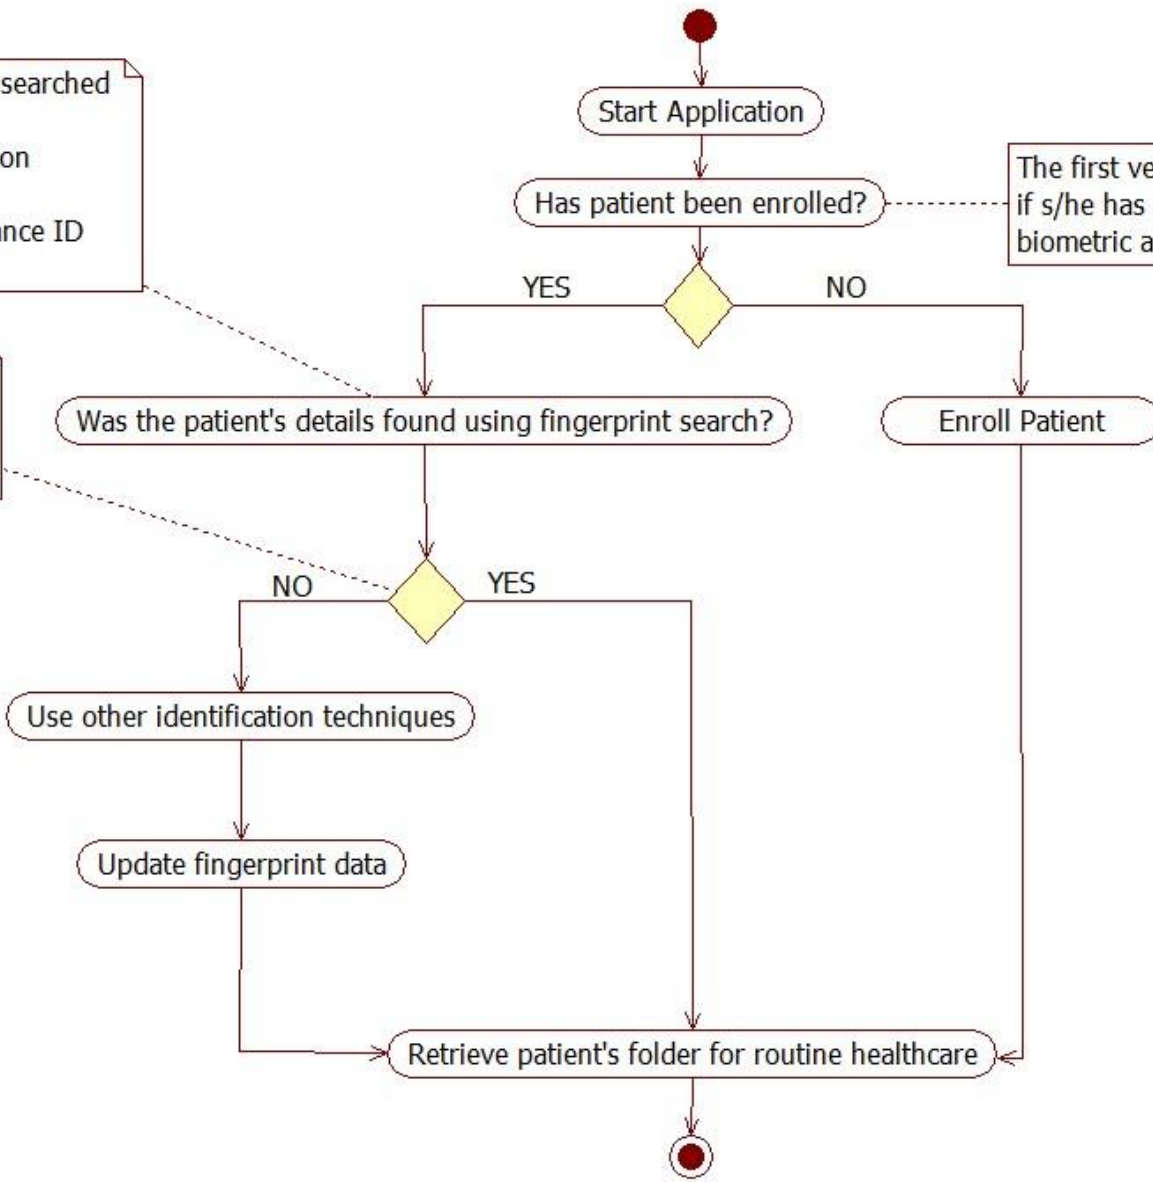 searched
on
ance ID
Start Application
Has patient been enrolled?
The first
if s/he has
biometric
YES
NO
Was the patient's details found using fingerprint search?
Enroll Patient
NO
YES
Use other identification techniques
Update fingerprint data
Retrieve patient's folder for routine healthcare